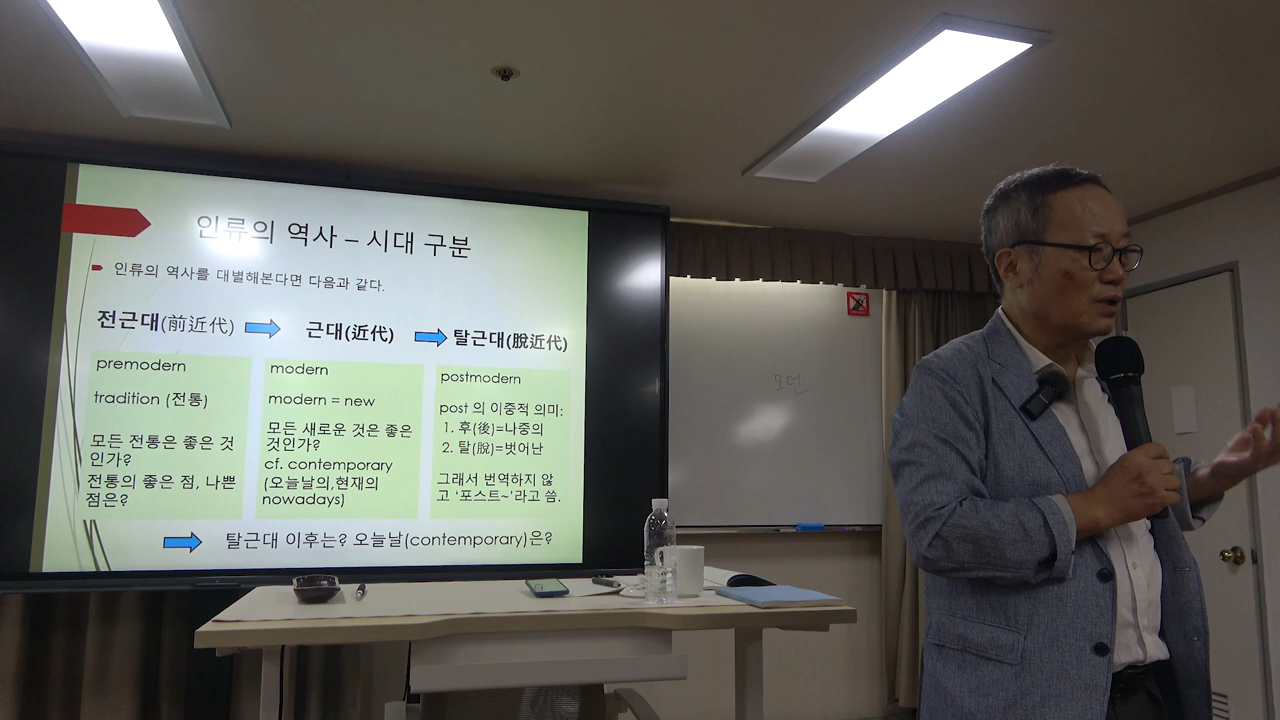 인류의 역사 – 시대 구분
인류의 역사를 대별해본다면 다음과 같다.
전근대(前近代)
근대(近代)
탈근대(脫近代)
premodern
tradition (전통)
모든 전통은 좋은 것
인가?
전통의 좋은 점, 나쁜
점은?
modern
modern = new
모든 새로운 것은 좋은
것인가?
cf. contemporary
(오늘날의,현재의
nowadays)
postmodern
post 의 이중적 의미:
1. 후(後)=나중의
2. 탈(脫)=벗어난
그래서 번역하지 않
고 ‘포스트~’라고 씀.
탈근대 이후는? 오늘날(contemporary)은?
모던